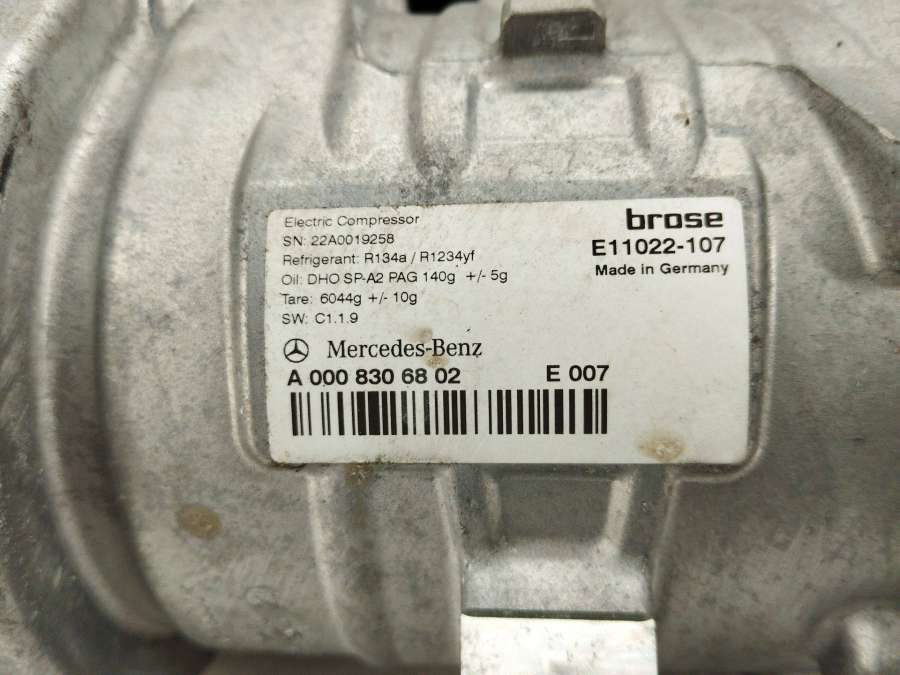 Electric Compressor
SN: 22A0019258
Refrigerant: R134a / R1234yf
Oil: DHO SP-A2 PAG 140g +/- 5g
Tare: 6044g +/- 10g
SW: C1.1.9
brose
E11022-107
Made in Germany
Mercedes-Benz
A 000 830 68 02 E 007